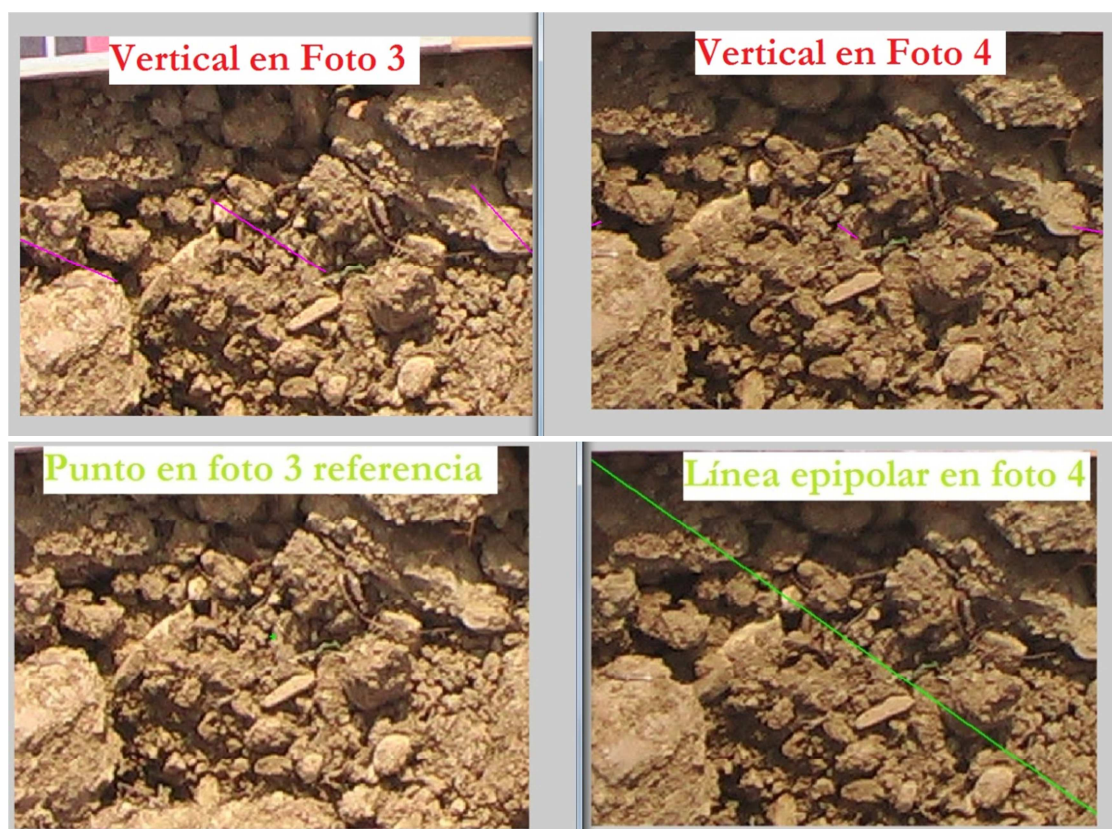 Vertical en Foto 3
Vertical en Foto 4
Punto en foto 3 referencia
Línea epipolar en foto 4